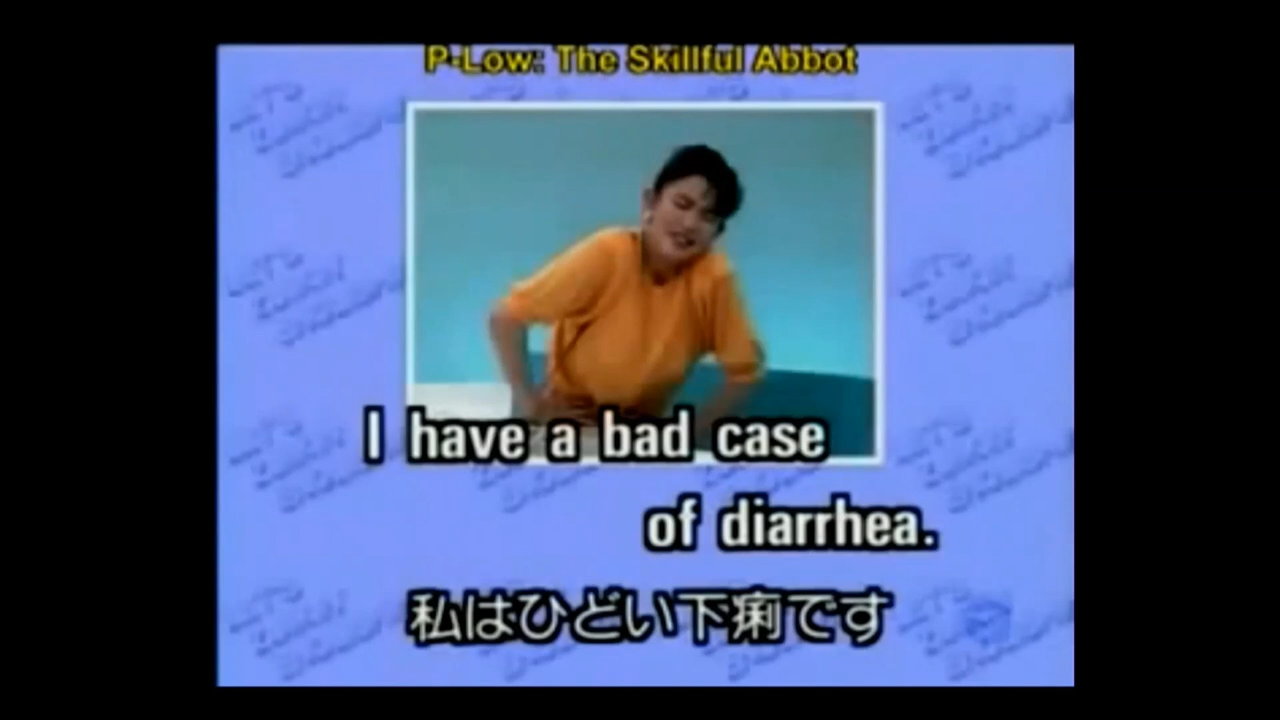 P-Low: The Skillful Abbot
I have a bad case
of diarrhea.
私はひどい下痢です